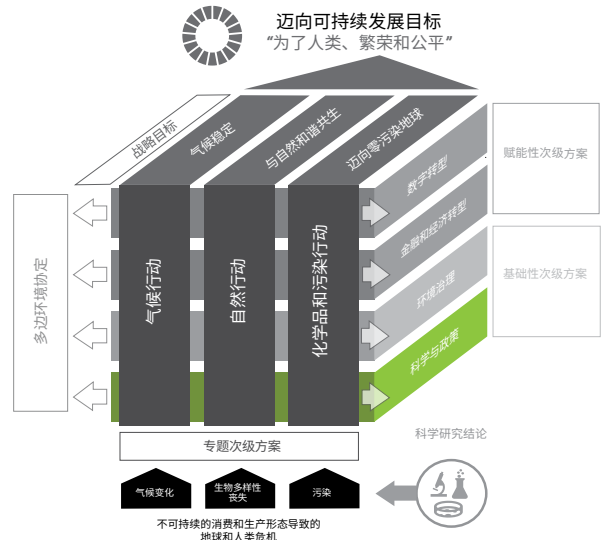 迈向可持续发展目标
“为了人类、繁荣和公平”
战略目标
气候稳定
与自然和谐共生
迈向零污染地球
数字转型
金融和经济转型
环境治理
科学与政策
赋能性次级方案
基础性次级方案
多边环境协定
气候行动
自然行动
化学品和污染行动
专题次级方案
科学研究结论
气候变化
生物多样性
丧失
污染
不可持续的消费和生产形态导致的
地球和人类危机